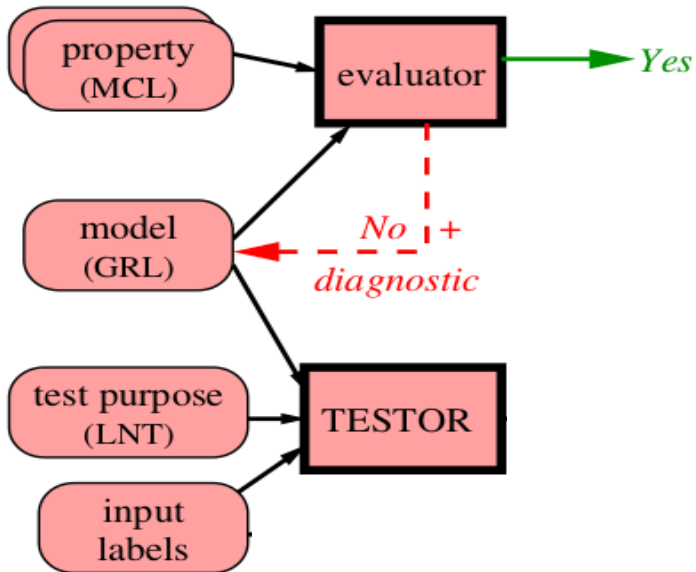 property
(MCL)
evaluator
Yes
model
(GRL)
No +
diagnostic
test purpose
(LNT)
TESTOR
input
labels